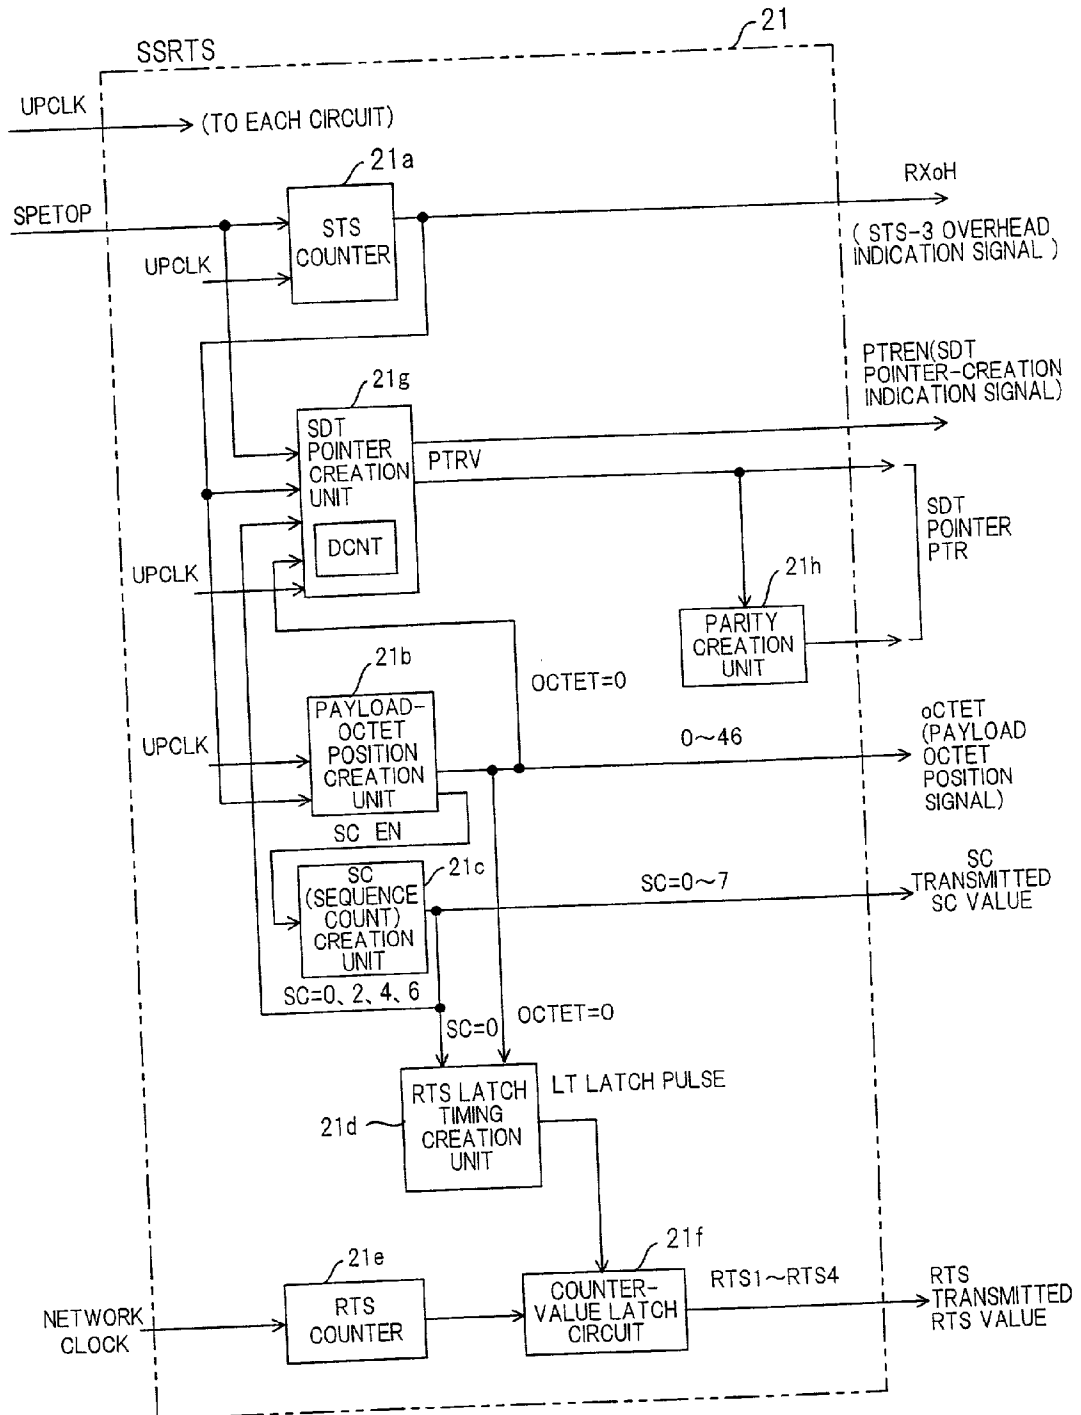 21
SSRTS
UPCLK
(TO EACH CIRCUIT)
21a
SPETOP
STS
COUNTER
UPCLK
RXoH
( STS-3 OVERHEAD
INDICATION SIGNAL )
PTREN(SDT
POINTER-CREATION
INDICATION SIGNAL)
21g
SDT
POINTER
CREATION
UNIT
DCNT
PTRV
UPCLK
SDT
POINTER
PTR
21h
PARITY
CREATION
UNIT
OCTET=0
21b
PAYLOAD-
OCTET
POSITION
CREATION
UNIT
UPCLK
0～46
oCTET
(PAYLOAD
OCTET
POSITION
SIGNAL)
SC EN
21c
SC
(SEQUENCE
COUNT)
CREATION
UNIT
SC=0～7
SC
TRANSMITTED
SC VALUE
SC=0、2、4、6
SC=0
OCTET=0
21d
RTS LATCH
TIMING
CREATION
UNIT
LT LATCH PULSE
21e
RTS
COUNTER
NETWORK
CLOCK
21f
COUNTER-
VALUE LATCH
CIRCUIT
RTS1～RTS4
RTS
TRANSMITTED
RTS VALUE